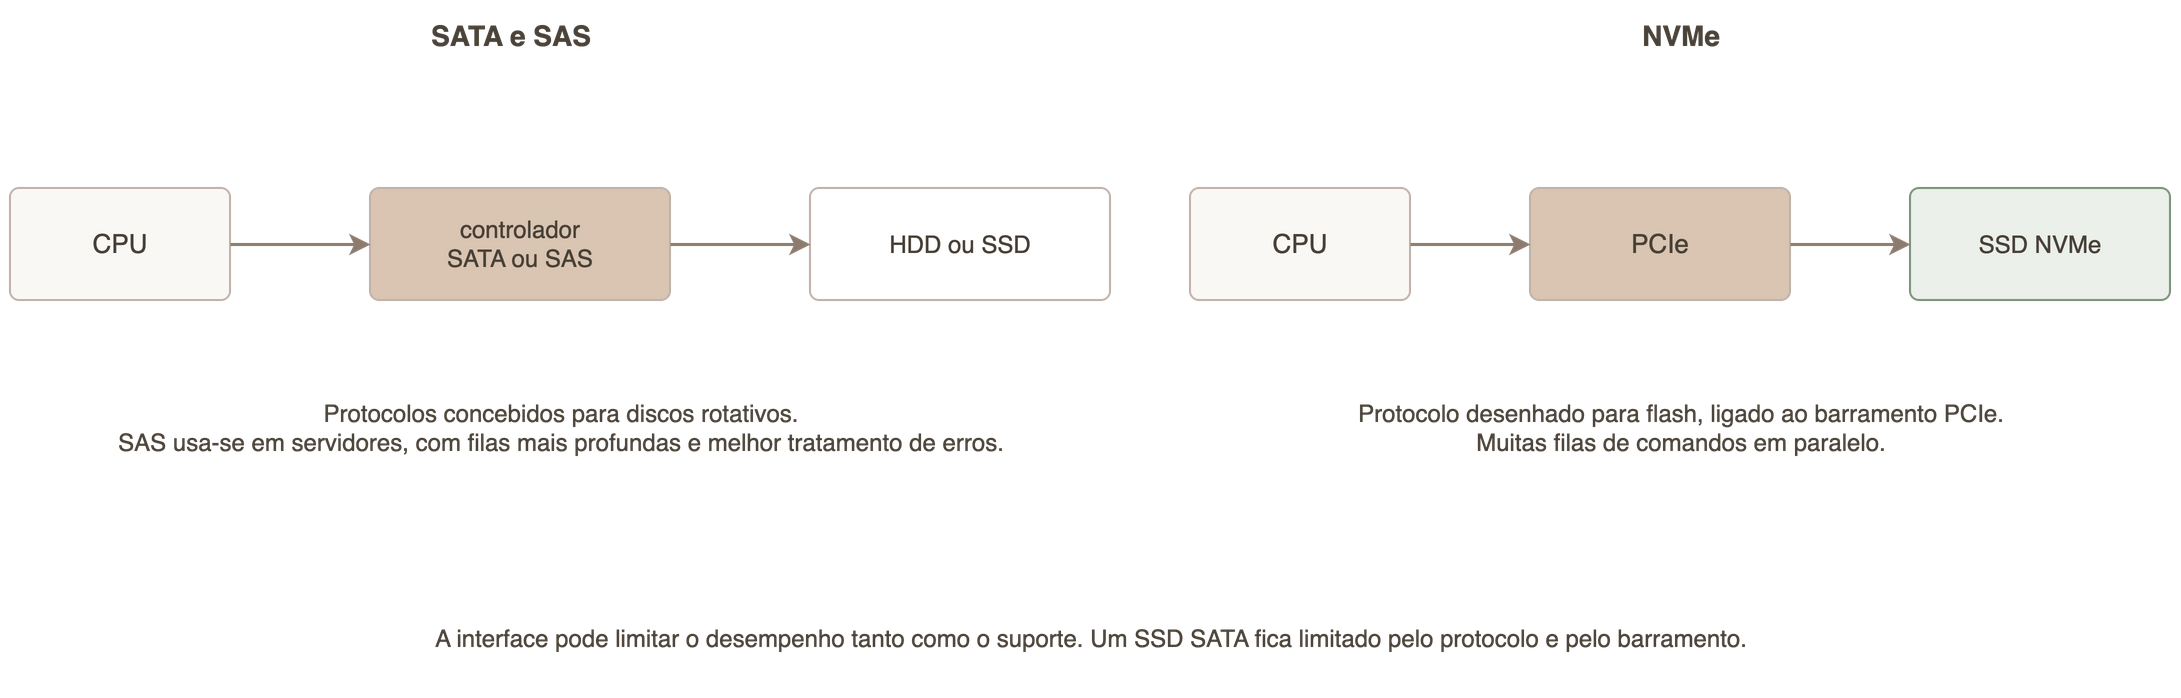 SATA e SAS
CPU
controlador
SATA ou SAS
HDD ou SSD
Protocolos concebidos para discos rotativos.
SAS usa-se em servidores, com filas mais profundas e melhor tratamento de erros.
NVMe
CPU
PCIe
SSD NVMe
Protocolo desenhado para flash, ligado ao barramento PCIe.
Muitas filas de comandos em paralelo.
A interface pode limitar o desempenho tanto como o suporte. Um SSD SATA fica limitado pelo protocolo e pelo barramento.